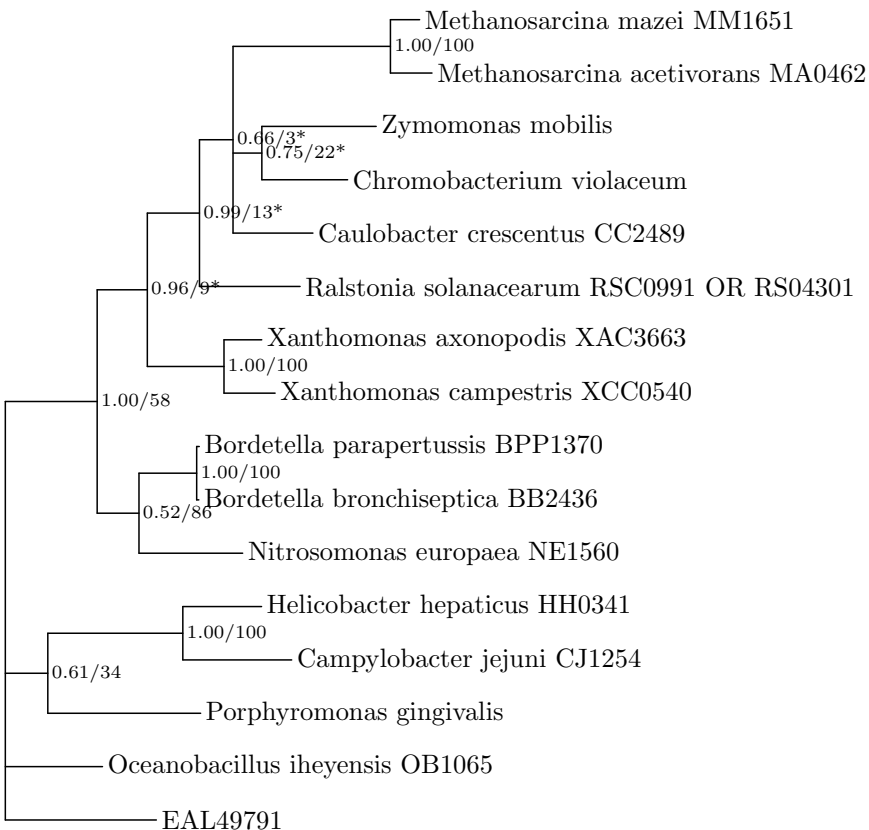 Methanosarcina mazei MM1651
1.00/100
Methanosarcina acetivorans MA0462
Zymomonas mobilis
0.66/3*
0.75/22*
Chromobacterium violaceum
0.99/13*
Caulobacter crescentus CC2489
0.96/9*
Ralstonia solanacearum RSC0991 OR RS04301
Xanthomonas axonopodis XAC3663
1.00/100
Xanthomonas campestris XCC0540
1.00/58
Bordetella parapertussis BPP1370
1.00/100
Bordetella bronchiseptica BB2436
0.52/86
Nitrosomonas europaea NE1560
Helicobacter hepaticus HH0341
1.00/100
Campylobacter jejuni CJ1254
0.61/34
Porphyromonas gingivalis
Oceanobacillus iheyensis OB1065
EAL49791